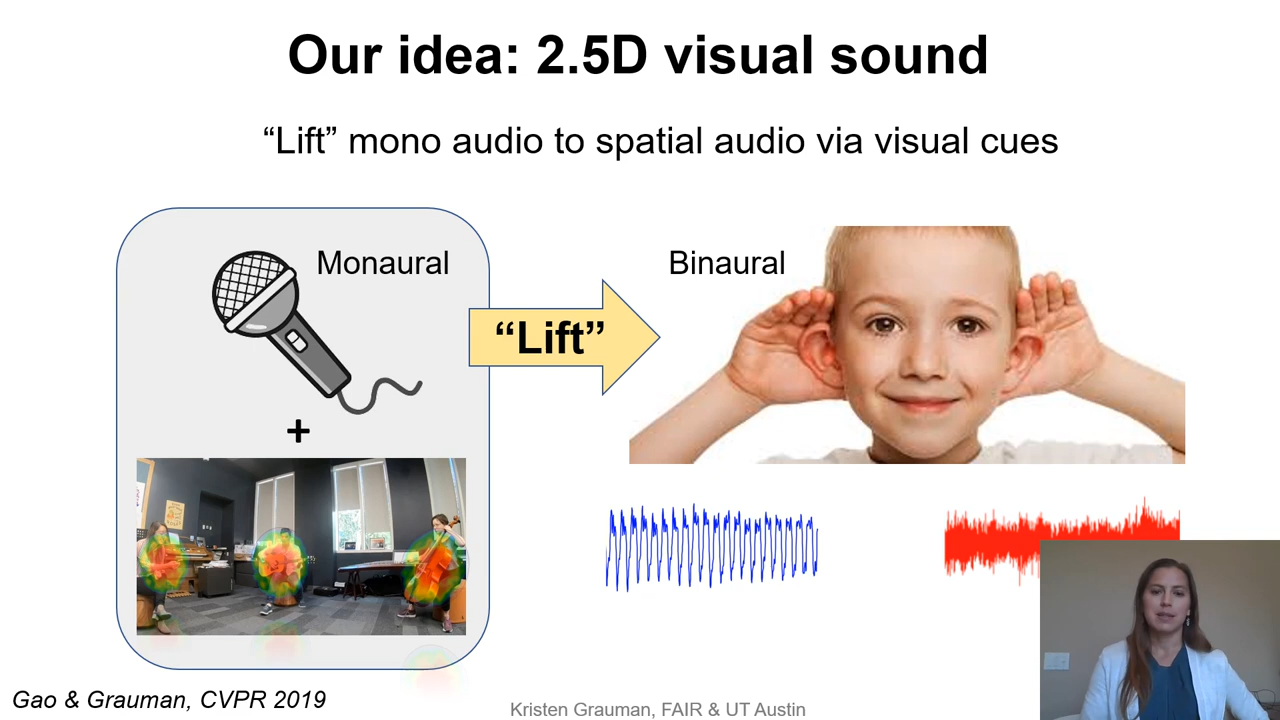 Our idea: 2.5D visual sound
“Lift” mono audio to spatial audio via visual cues
Monaural
“Lift”
Binaural
+
Gao & Grauman, CVPR 2019
Kristen Grauman, FAIR & UT Austin